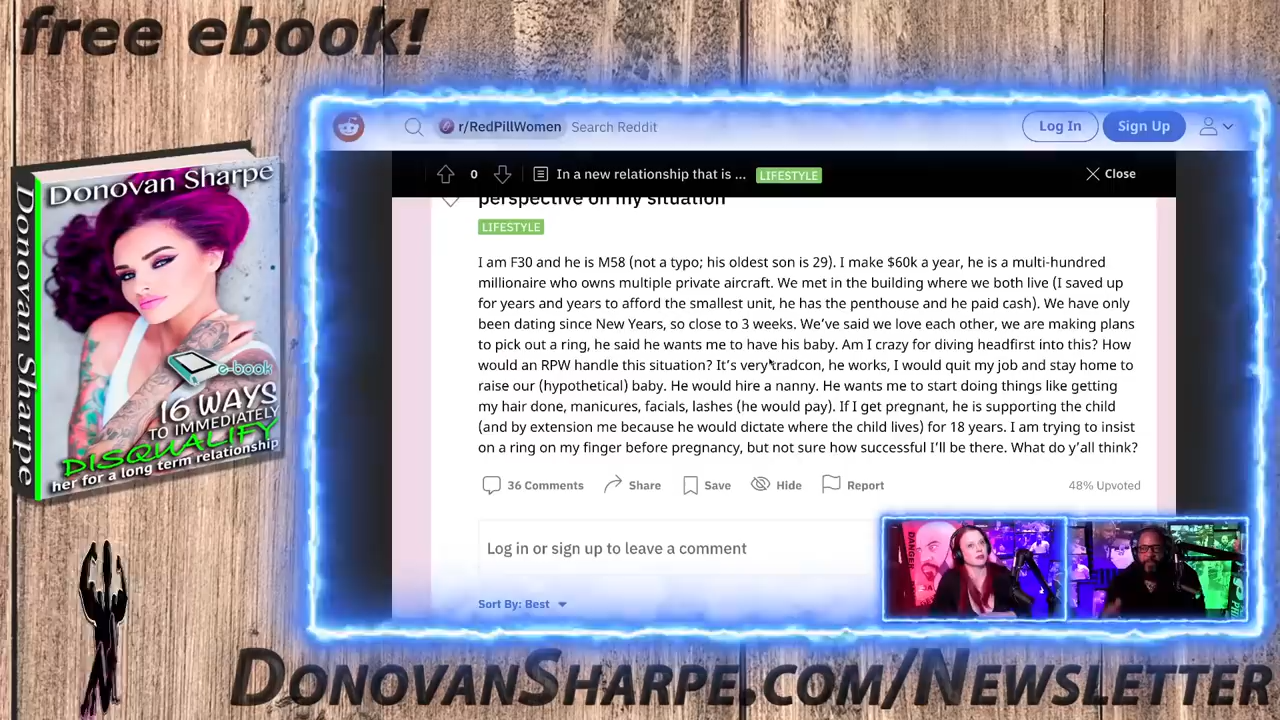 free ebook!
r/RedPillWomen Search Reddit
Log In
Sign Up
0
In a new relationship that is ...
LIFESTYLE
Close
perspective on my situation
LIFESTYLE
I am F30 and he is M58 (not a typo; his oldest son is 29). I make $60k a year, he is a multi-hundred
millionaire who owns multiple private aircraft. We met in the building where we both live (I saved up
for years and years to afford the smallest unit, he has the penthouse and he paid cash). We have only
been dating since New Years, so close to 3 weeks. We've said we love each other, we are making plans
to pick out a ring, he said he wants me to have his baby. Am I crazy for diving headfirst into this? How
would an RPW handle this situation? It's very tradcon, he works, I would quit my job and stay home to
raise our (hypothetical) baby. He would hire a nanny. He wants me to start doing things like getting
my hair done, manicures, facials, lashes (he would pay). If I get pregnant, he is supporting the child
(and by extension me because he would dictate where the child lives) for 18 years. I am trying to insist
on a ring on my finger before pregnancy, but not sure how successful I'll be there. What do y'all think?
36 Comments
Share
Save
Hide
Report
48% Upvoted
Log in or sign up to leave a comment
Sort By: Best
Donovan Sharpe
Donovan Sharpe
e-book
16 WAYS
TO IMMEDIATELY
DISQUALIFY
her for a long term relationship
DANGER
DONOVANSHARPE.COM/NEWSLETTER